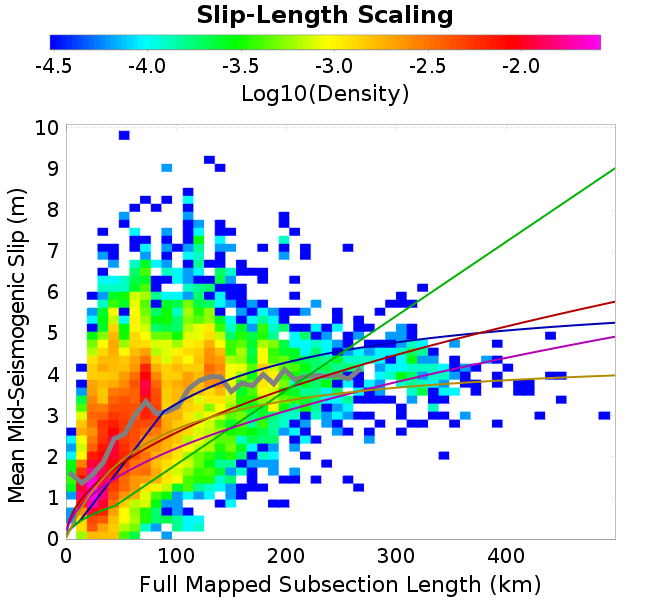 Slip-Length Scaling
-4.5 -4.0 -3.5 -3.0 -2.5 -2.0
Log10(Density)
10
9
8
7
6
5
4
3
2
1
0
Mean Mid-Seismogenic Slip (m)
0 100 200 300 400
Full Mapped Subsection Length (km)